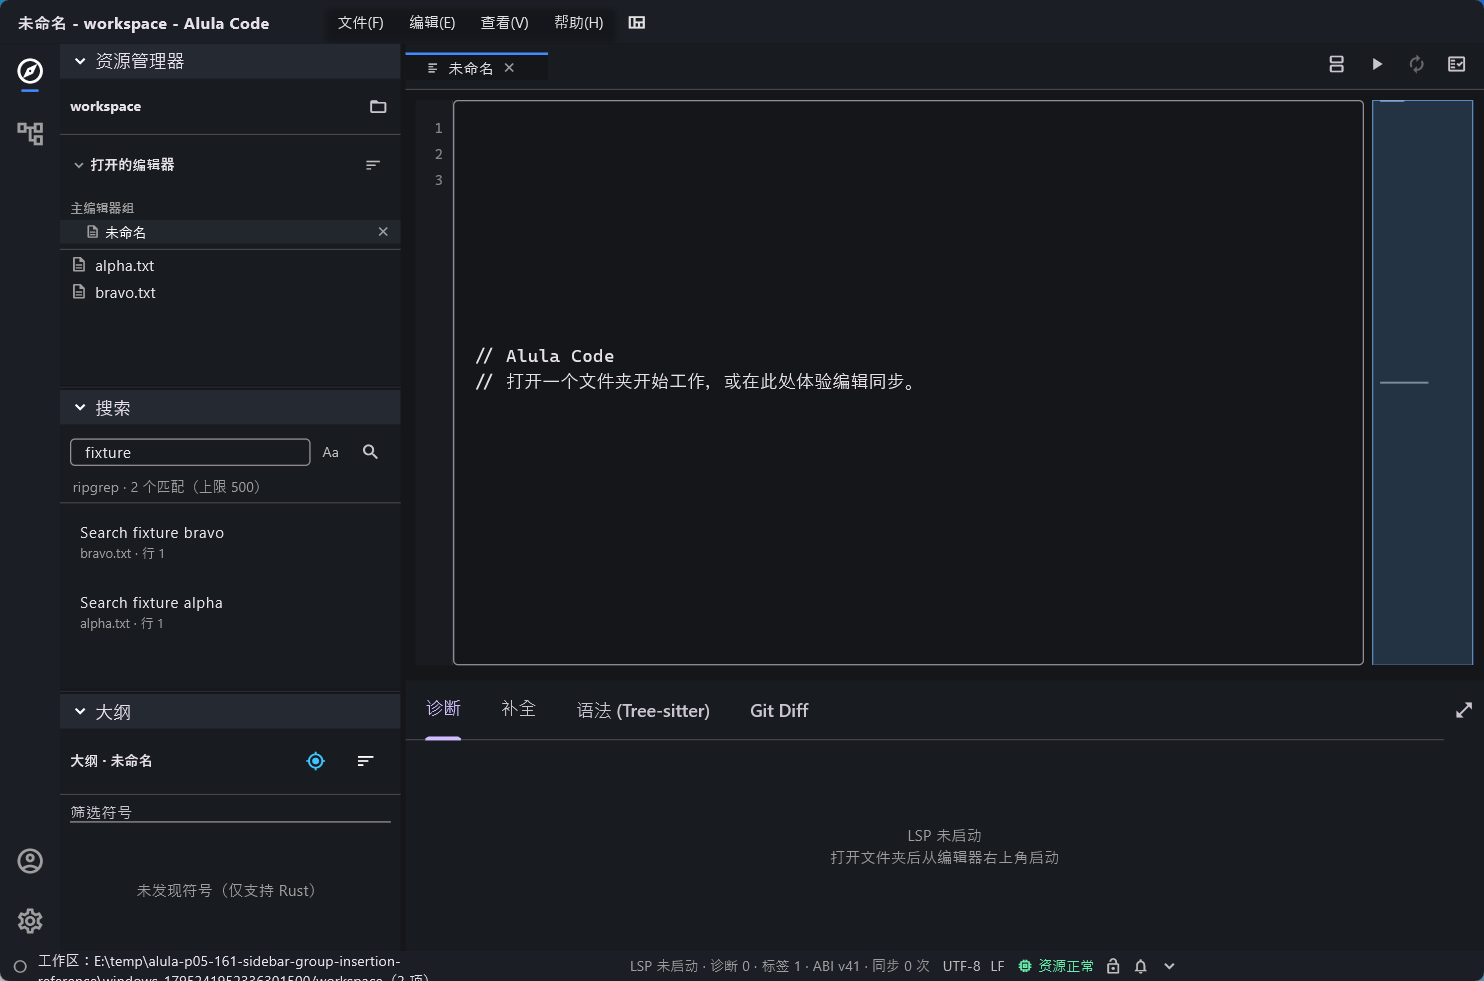 未命名 - workspace - Alula Code
文件(F) 编辑(E) 查看(V) 帮助(H)
资源管理器
workspace
打开的编辑器
主编辑器组
未命名
alpha.txt
bravo.txt
搜索
fixture
Aa
ripgrep · 2 个匹配（上限 500）
Search fixture bravo
bravo.txt · 行 1
Search fixture alpha
alpha.txt · 行 1
大纲
大纲 · 未命名
筛选符号
未发现符号（仅支持 Rust）
未命名
1
2
3
// Alula Code
// 打开一个文件夹开始工作，或在此处体验编辑同步。
诊断 补全 语法 (Tree-sitter) Git Diff
LSP 未启动
打开文件夹后从编辑器右上角启动
工作区：E:\temp\alula-p05-161-sidebar-group-insertion-
reference\windows-1795241952336301500/workspace（2 项）
LSP 未启动 · 诊断 0 · 标签 1 · ABI v41 · 同步 0 次 UTF-8 LF 资源正常